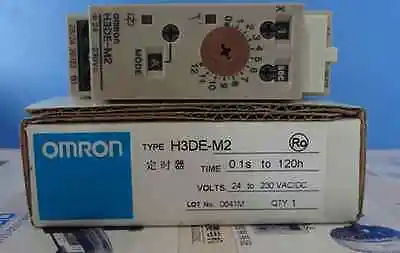 omron
H3DE-M2
MODE
A
sec
OMRON
TYPE H3DE-M2
定时器
TIME 0.1s to 120h
VOLTS 24 to 230 VAC/DC
LOT No. 0641M QTY. 1